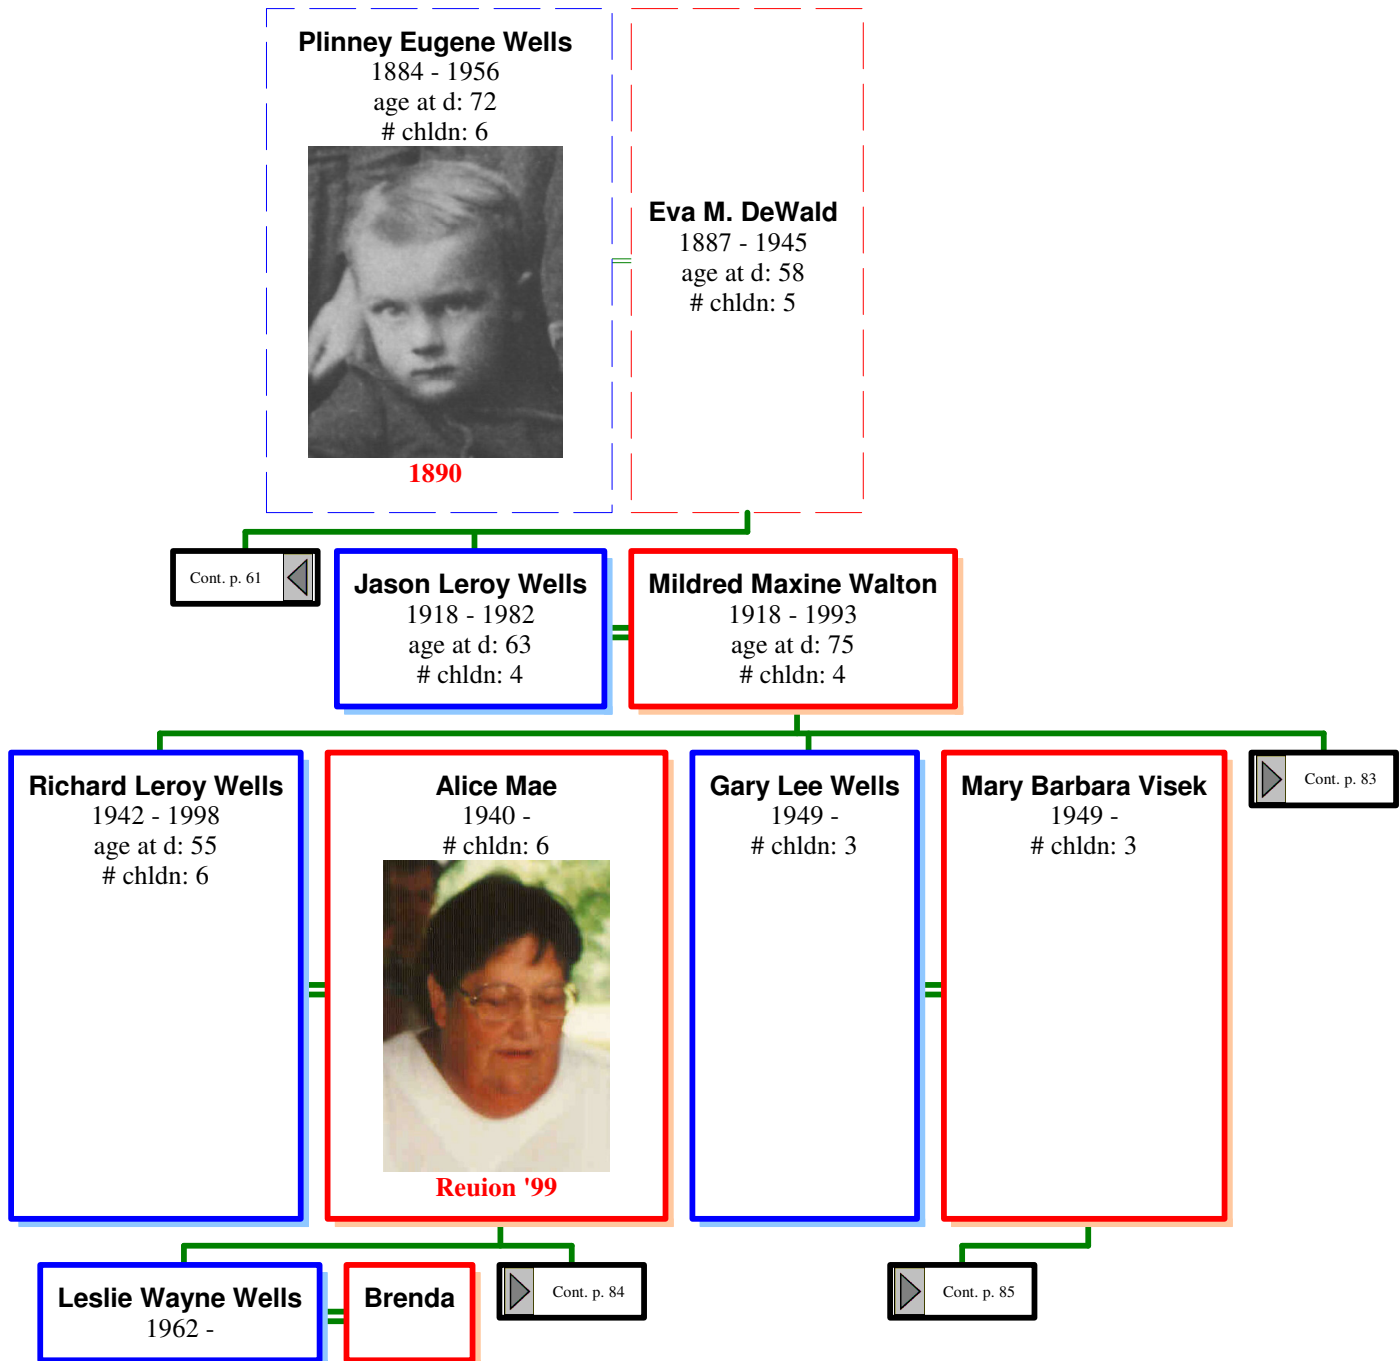 Plinney Eugene Wells
1884 - 1956
age at d: 72
# chldn: 6
1890
Eva M. DeWald
1887 - 1945
age at d: 58
# chldn: 5
Cont. p. 61
Jason Leroy Wells
1918 - 1982
age at d: 63
# chldn: 4
Mildred Maxine Walton
1918 - 1993
age at d: 75
# chldn: 4
Richard Leroy Wells
1942 - 1998
age at d: 55
# chldn: 6
Alice Mae
1940 -
# chldn: 6
Reuion '99
Gary Lee Wells
1949 -
# chldn: 3
Mary Barbara Visek
1949 -
# chldn: 3
Cont. p. 83
Leslie Wayne Wells
1962 -
Brenda
Cont. p. 84
Cont. p. 85